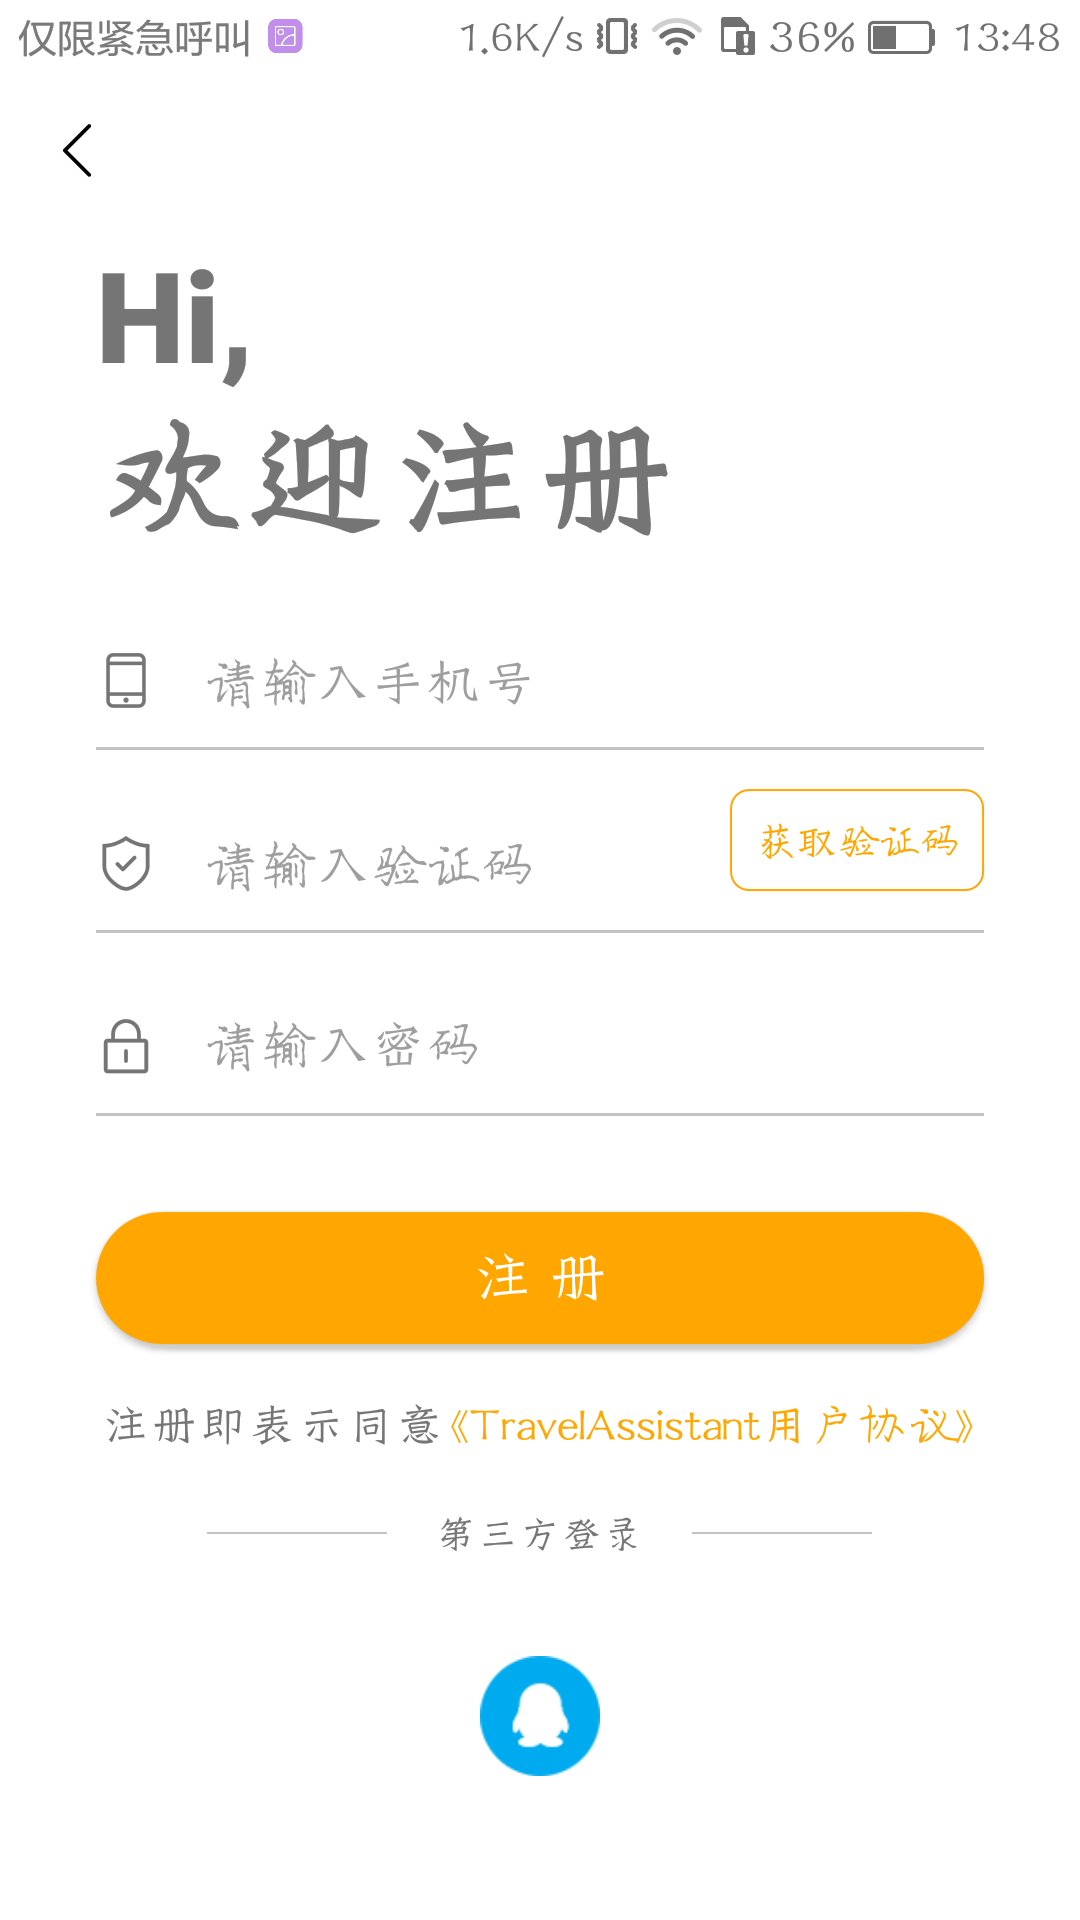 仅限紧急呼叫 1.6K/s 36% 13:48
Hi,
欢迎注册
请输入手机号
请输入验证码 获取验证码
请输入密码
注册
注册即表示同意《TravelAssistant用户协议》
第三方登录